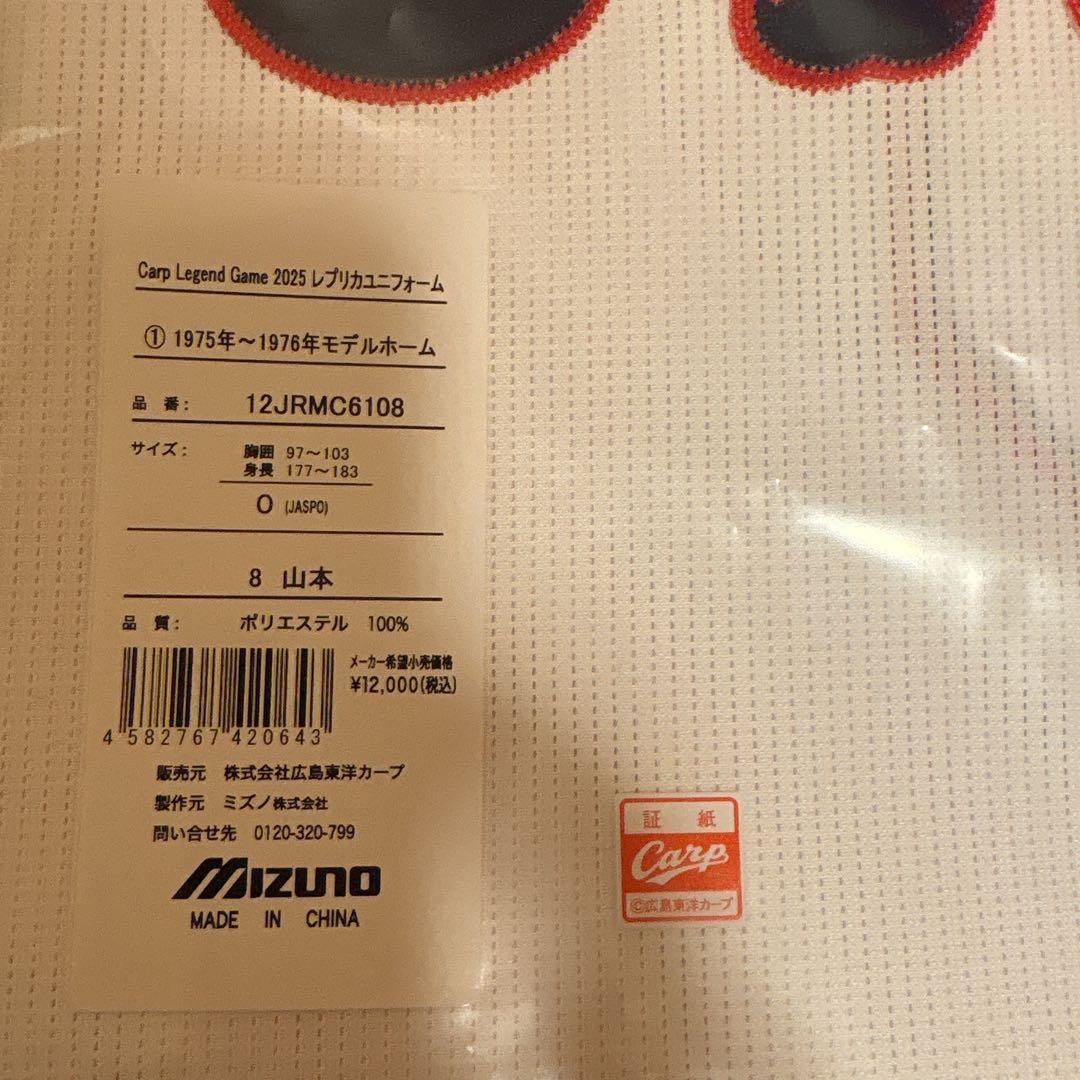 Carp Legend Game 2025 レプリカユニフォーム
① 1975年～1976年モデルホーム
品 番： 12JRMC6108
サイズ： 胸囲 97～103
身長 177～183
O (JASPO)
8 山本
品 質： ポリエステル 100%
メーカー希望小売価格
¥12,000(税込)
4 582767 420643
販売元 株式会社広島東洋カープ
製作元 ミズノ株式会社
問い合せ先 0120-320-799
MIZUNO
MADE IN CHINA
証 紙
Carp
©広島東洋カープ